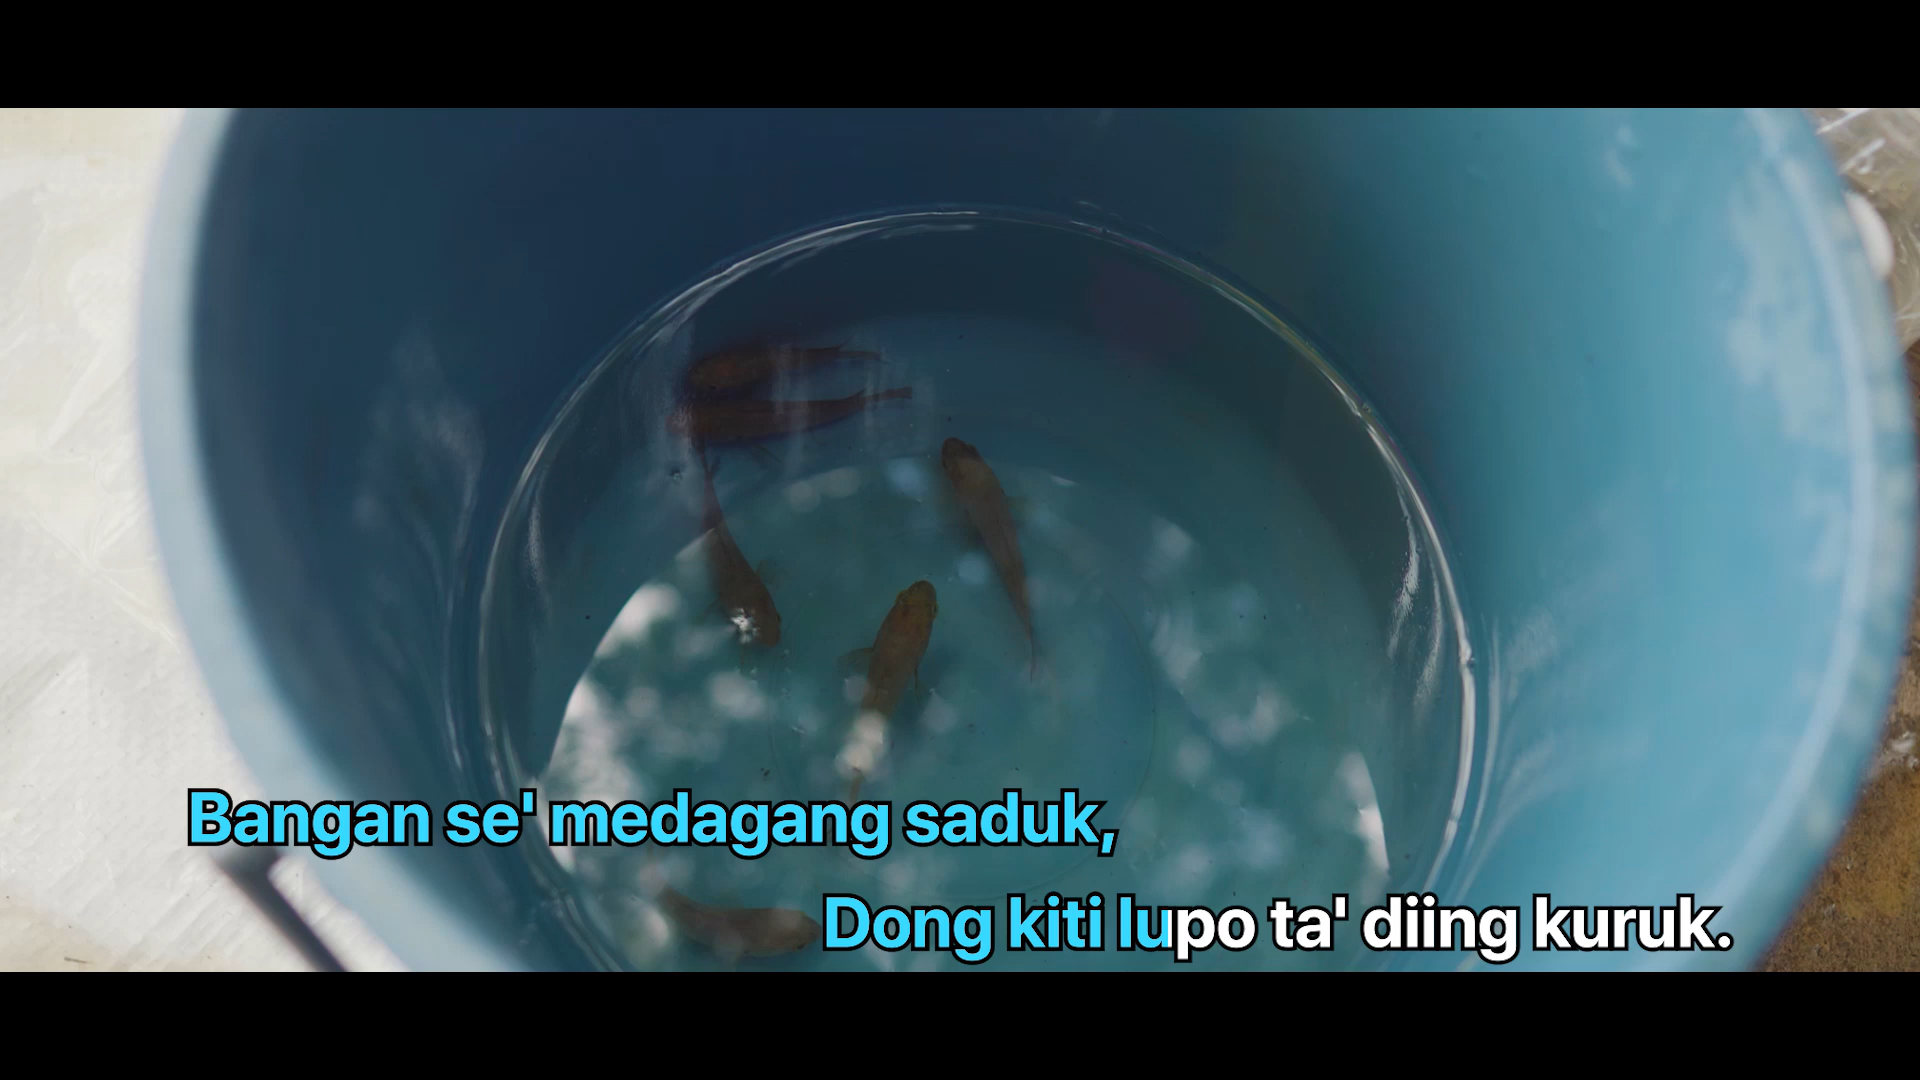 Bangan se' medagang saduk,
Dong kiti lupo ta' diing kuruk.